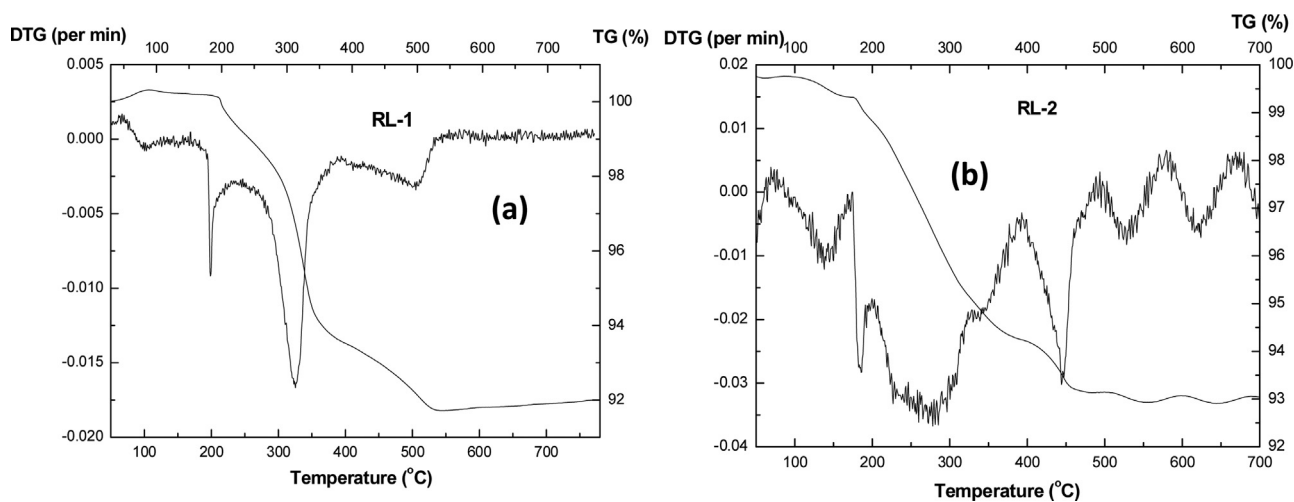 DTG (per min)
100 200 300 400 500 600 700
TG (%)
0.005
0.000
-0.005
-0.010
-0.015
-0.020
100
98
96
94
92
RL-1
(a)
100 200 300 400 500 600 700
Temperature (°C)
DTG (per min)
100 200 300 400 500 600 700
TG (%)
0.02
0.01
0.00
-0.01
-0.02
-0.03
-0.04
100
99
98
97
96
95
94
93
92
RL-2
(b)
100 200 300 400 500 600 700
Temperature (°C)